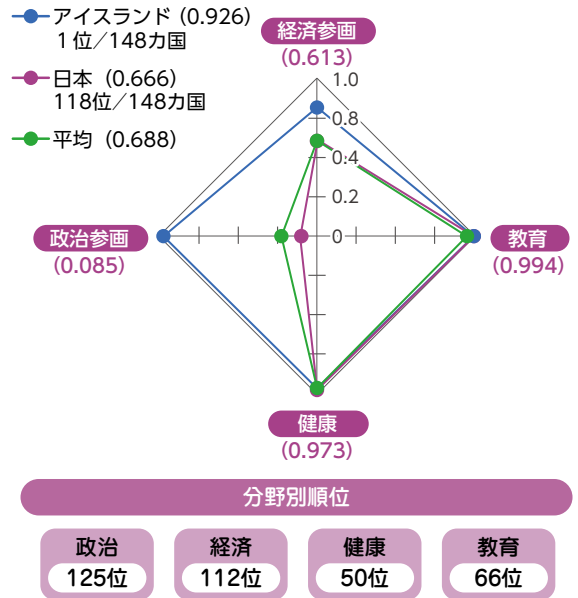 アイスランド (0.926)
1位/148カ国
日本(0.666)
118位/148カ国
平均(0.688)
経済参画
(0.613)
1.0
0.8
0.4
0.2
0
政治参画
(0.085)
教育
(0.994)
健康
(0.973)
分野別順位
政治
125位
経済
112位
健康
50位
教育
66位